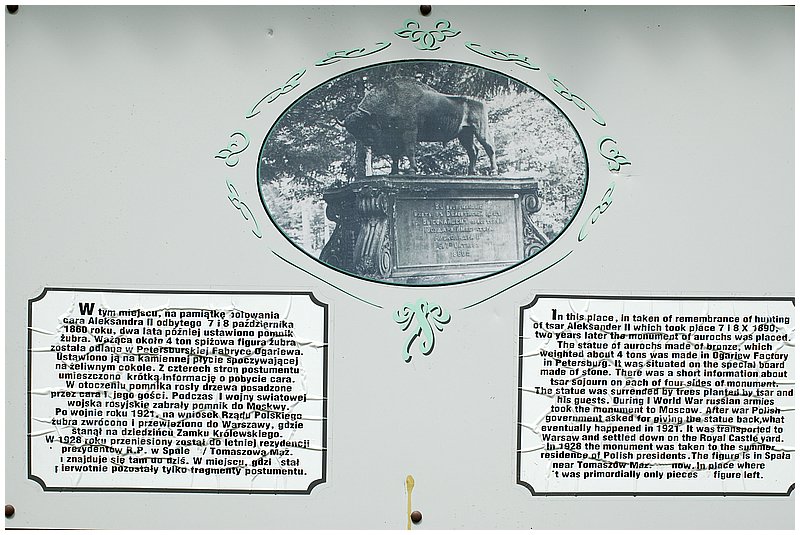 W tym miejscu, na pamiątkę polowania
cara Aleksandra II odbytego 7 i 8 października
1860 roku, dwa lata później ustawiono pomnik
żubra. Ważąca około 4 ton spiżowa figura żubra
została odlana w Petersburskiej Fabryce Ogariewa.
Ustawiono ją na kamiennej płycie spoczywającej
na żeliwnym cokole. Z czterech stron postumentu
umieszczono krótką informację o pobycie cara.
W otoczeniu pomnika rosły drzewa posadzone
przez cara i jego gości. Podczas I wojny swiatowej
wojska rosyjskie zabrały pomnik do Moskwy.
Po wojnie roku 1921, na wniosek Rządu Polskiego
żubra zwrócono i przewieziono do Warszawy, gdzie
stanął na dziedzińcu Zamku Królewskiego.
W 1928 roku przeniesiony został do letniej rezydencji
prezydentów R.P. w Spale / Tomaszowa Maz.
i znajduje się tam do dziś. W miejscu, gdzi stał
ierwotnie pozostały tylko fragmenty postumentu.
In this place, in taken of remembrance of hunting
of tsar Aleksander II which took place 7 i 8 X 1890,
two years later the monument of aurochs was placed.
The statue of aurochs made of bronze, which
weighted about 4 tons was made in Ogariew Factory
in Petersburg. It was situated on the special board
made of stone. There was a short information about
tsar sojourn on each of four sides of monument.
The statue was surrended by trees planted by tsar and
his guests. During I World War russian armies
took the monument to Moscow. After war Polish
government asked for giving the statue back,what
eventually happened in 1921. It was transported to
Warsaw and settled down on the Royal Castle yard.
In 1928 the monument was taken to the summer
residence of Polish presidents. The figure is in Spała
near Tomaszów Maz. now. In place where
't was primordially only pieces figure left.